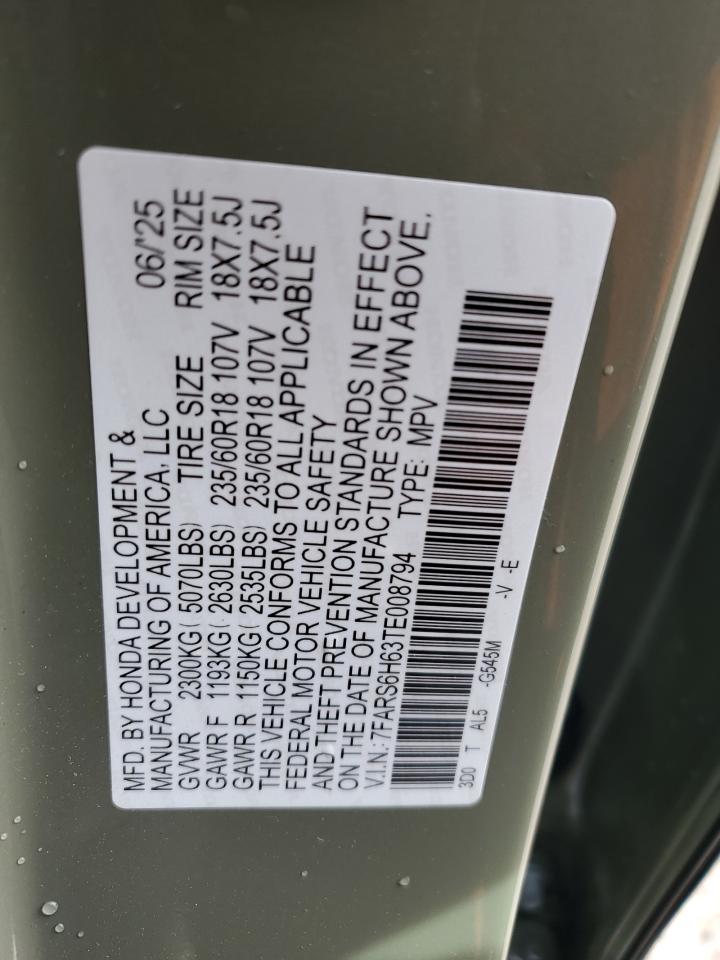 MFD. BY HONDA DEVELOPMENT & 06/"25
MANUFACTURING OF AMERICA, LLC
GVWR 2300KG( 5070LBS) TIRE SIZE RIM SIZE
GAWR F 1193KG( 2630LBS) 235/60R18 107V 18X7.5J
GAWR R 1150KG( 2535LBS) 235/60R18 107V 18X7.5J
THIS VEHICLE CONFORMS TO ALL APPLICABLE
FEDERAL MOTOR VEHICLE SAFETY
AND THEFT PREVENTION STANDARDS IN EFFECT
ON THE DATE OF MANUFACTURE SHOWN ABOVE.
V.I.N.: 7FARS6H63TE008794 TYPE: MPV
3D0 T AL5 -G545M -V -E